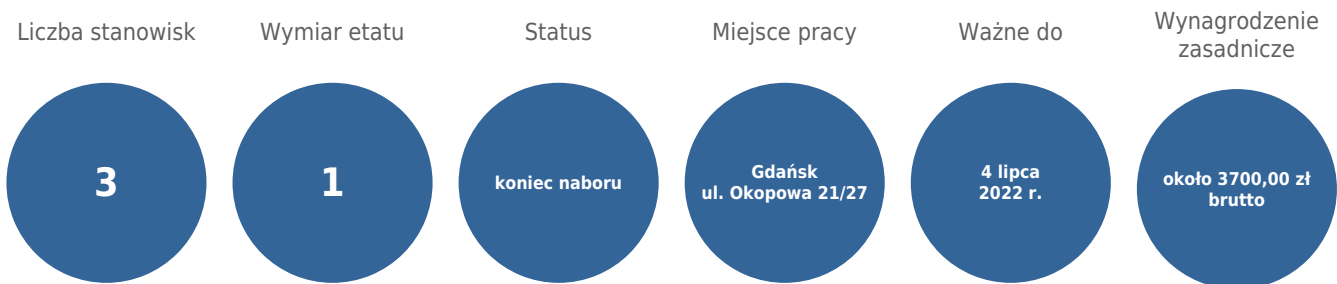 Liczba stanowisk
3
Wymiar etatu
1
Status
koniec naboru
Miejsce pracy
Gdańsk
ul. Okopowa 21/27
Ważne do
4 lipca
2022 r.
Wynagrodzenie
zasadnicze
około 3700,00 zł
brutto